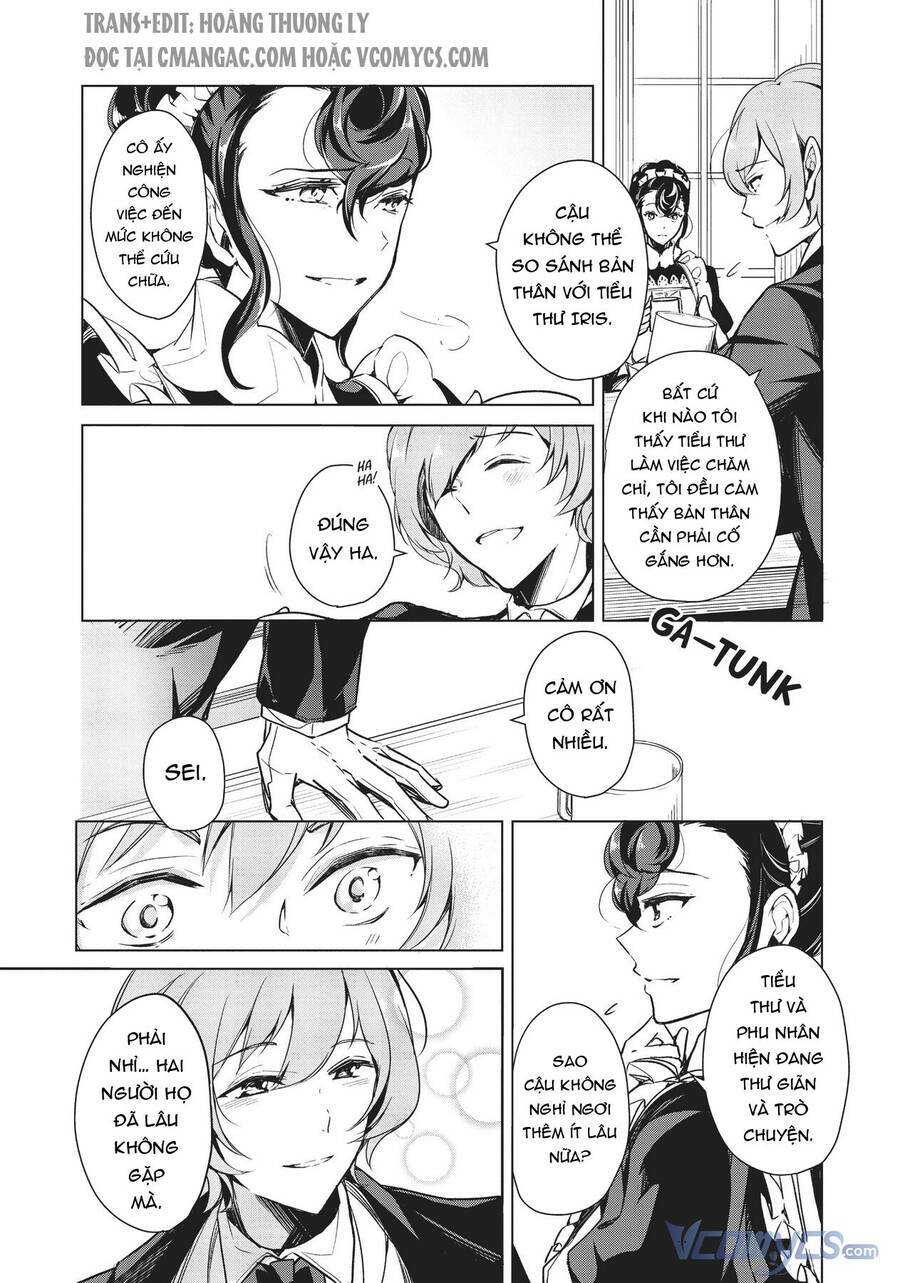 TRANS+EDIT: HOÀNG THUONG LY
ĐỌC TẠI CMANGAC.COM HOẶC VCOMYCS.COM
BẤT CỨ
KHI NÀO TÔI
THẤY TIỂU THƯ
LÀM VIỆC CHĂM
CHỈ, TÔI ĐỀU CẢM
THẤY BẢN THÂN
CẦN PHẢI CỐ
GẮNG HƠN.
CẬU
KHÔNG THỂ
SO SÁNH BẢN
THÂN VỚI TIỂU
THƯ IRIS.
CÔ ẤY
NGHIỆN
CÔNG
VIỆC ĐẾN
MỨC KHÔNG
THỂ CỨU
CHỮA.
HA
HA!
ĐÚNG
VẬY HA.
GA-TUNK
CẢM ƠN
CÔ RẤT
NHIỀU.
SEI.
TIỂU
THƯ VÀ
PHU NHÂN
HIỆN ĐANG
THƯ GIÃN
VÀ TRÒ
CHUYỆN.
SAO
CẬU KHÔNG
NGHỈ NGƠI
THÊM ÍT LÂU
NỮA?
PHẢI
NHỈ... HAI
NGƯỜI HỌ
ĐÃ LÂU
KHÔNG
GẶP
MÀ.
VCOMYCS.com